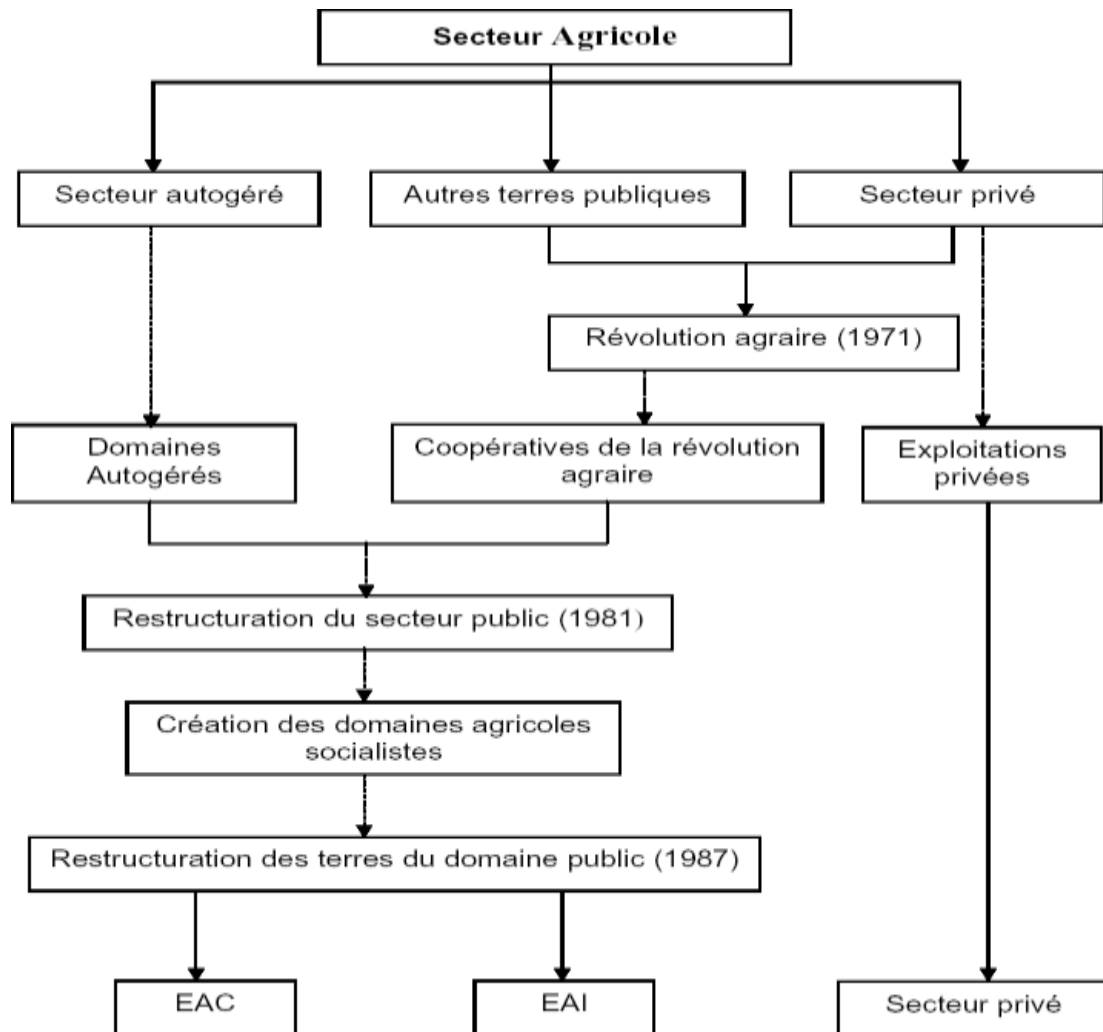 Secteur Agricole
Secteur autogéré
Autres terres publiques
Secteur privé
Révolution agraire (1971)
Domaines
Autogérés
Coopératives de la révolution
agraire
Exploitations
privées
Restructuration du secteur public (1981)
Création des domaines agricoles
socialistes
Restructuration des terres du domaine public (1987)
EAC
EAI
Secteur privé